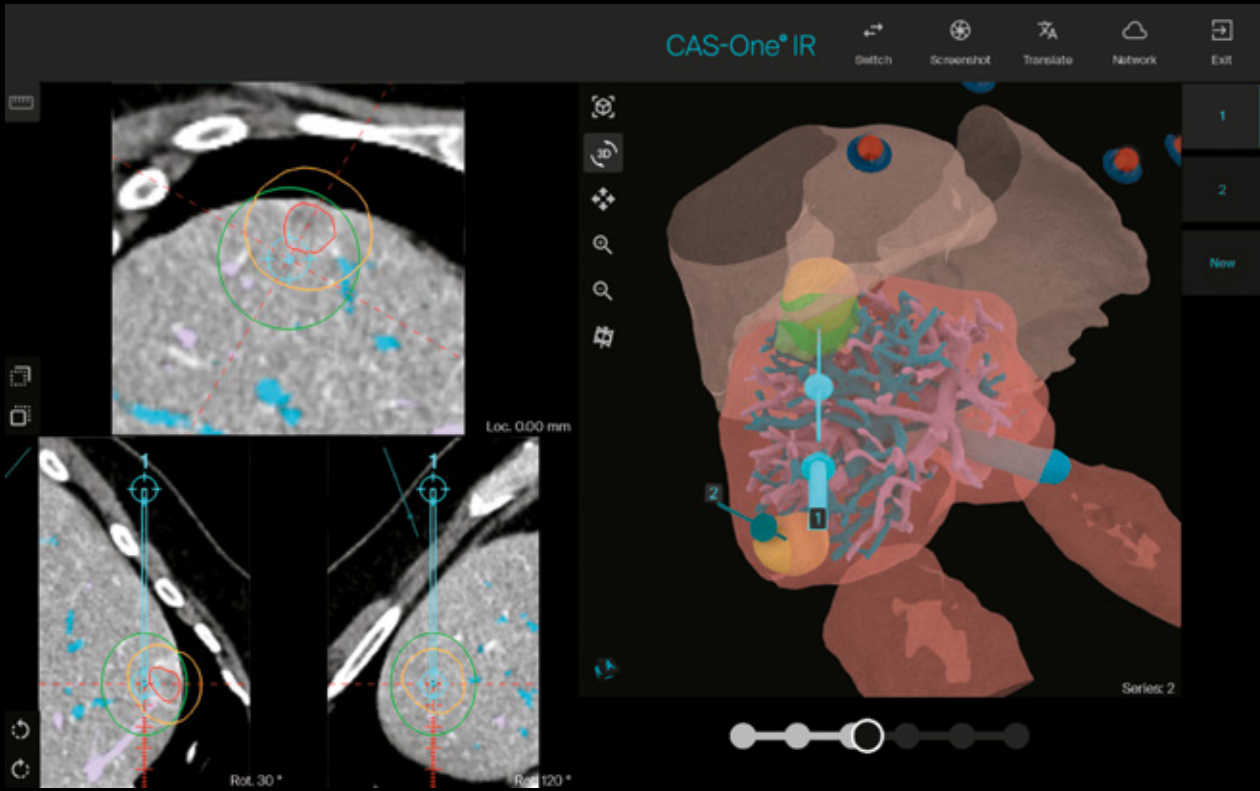 CAS-One® IR
Switch
Screenshot
Translate
Network
Exit
3D
1
2
New
Loc. 0.00 mm
2
1
1
1
Rot. 30 °
Rot. 120 °
Series: 2